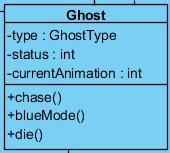 Ghost
-type : GhostType
-status : int
-currentAnimation : int
+chase()
+blueMode()
+die()